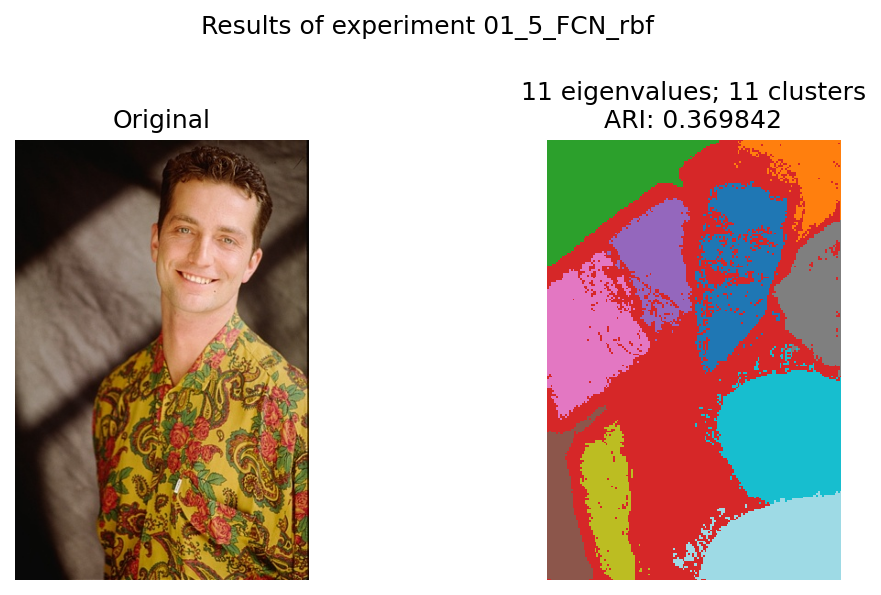 Results of experiment 01_5_FCN_rbf
Original
11 eigenvalues; 11 clusters
ARI: 0.369842